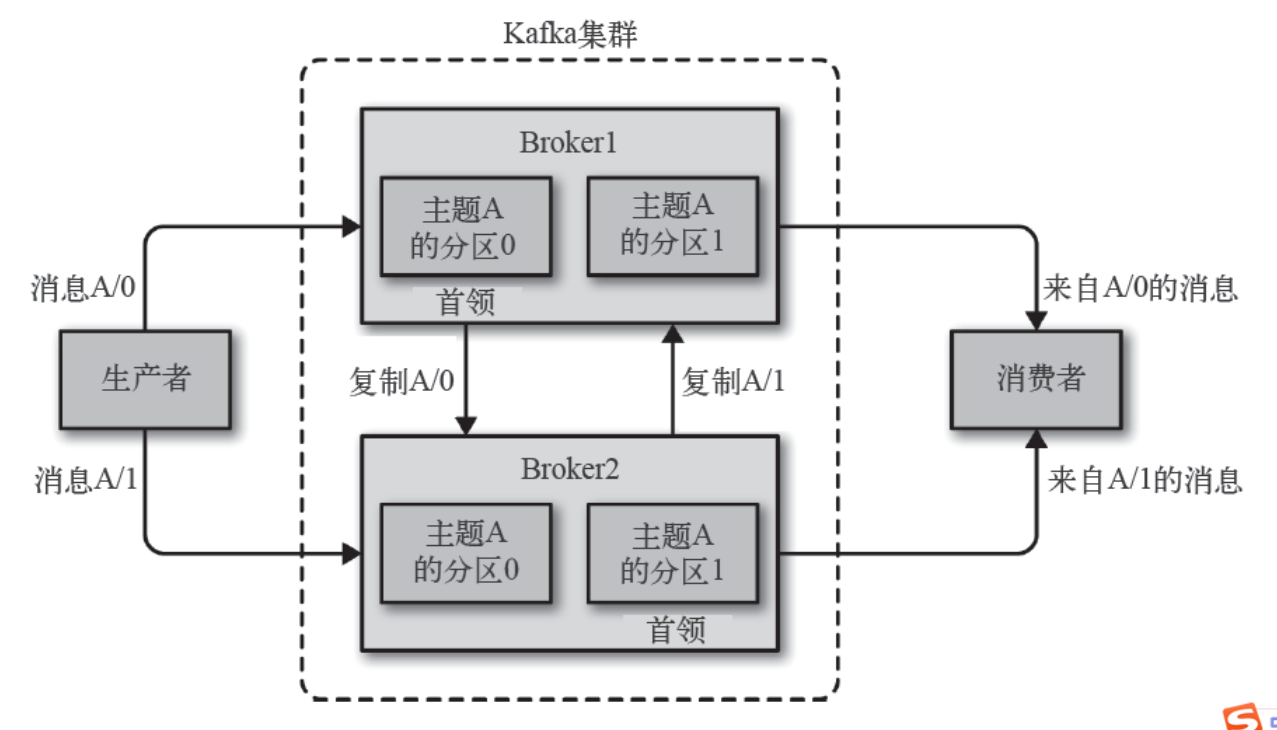 Kafka集群
Broker1
主题A
的分区0
主题A
的分区1
首领
消息A/0
来自A/0的消息
生产者
复制A/0
复制A/1
消费者
消息A/1
来自A/1的消息
Broker2
主题A
的分区0
主题A
的分区1
首领